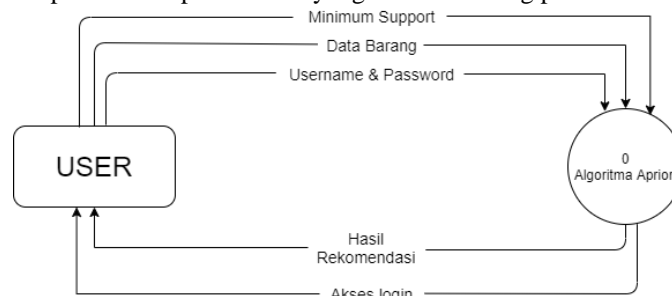 Minimum Support
Data Barang
Username & Password
USER
0
Algoritma Aprior
Hasil
Rekomendasi
Akses login